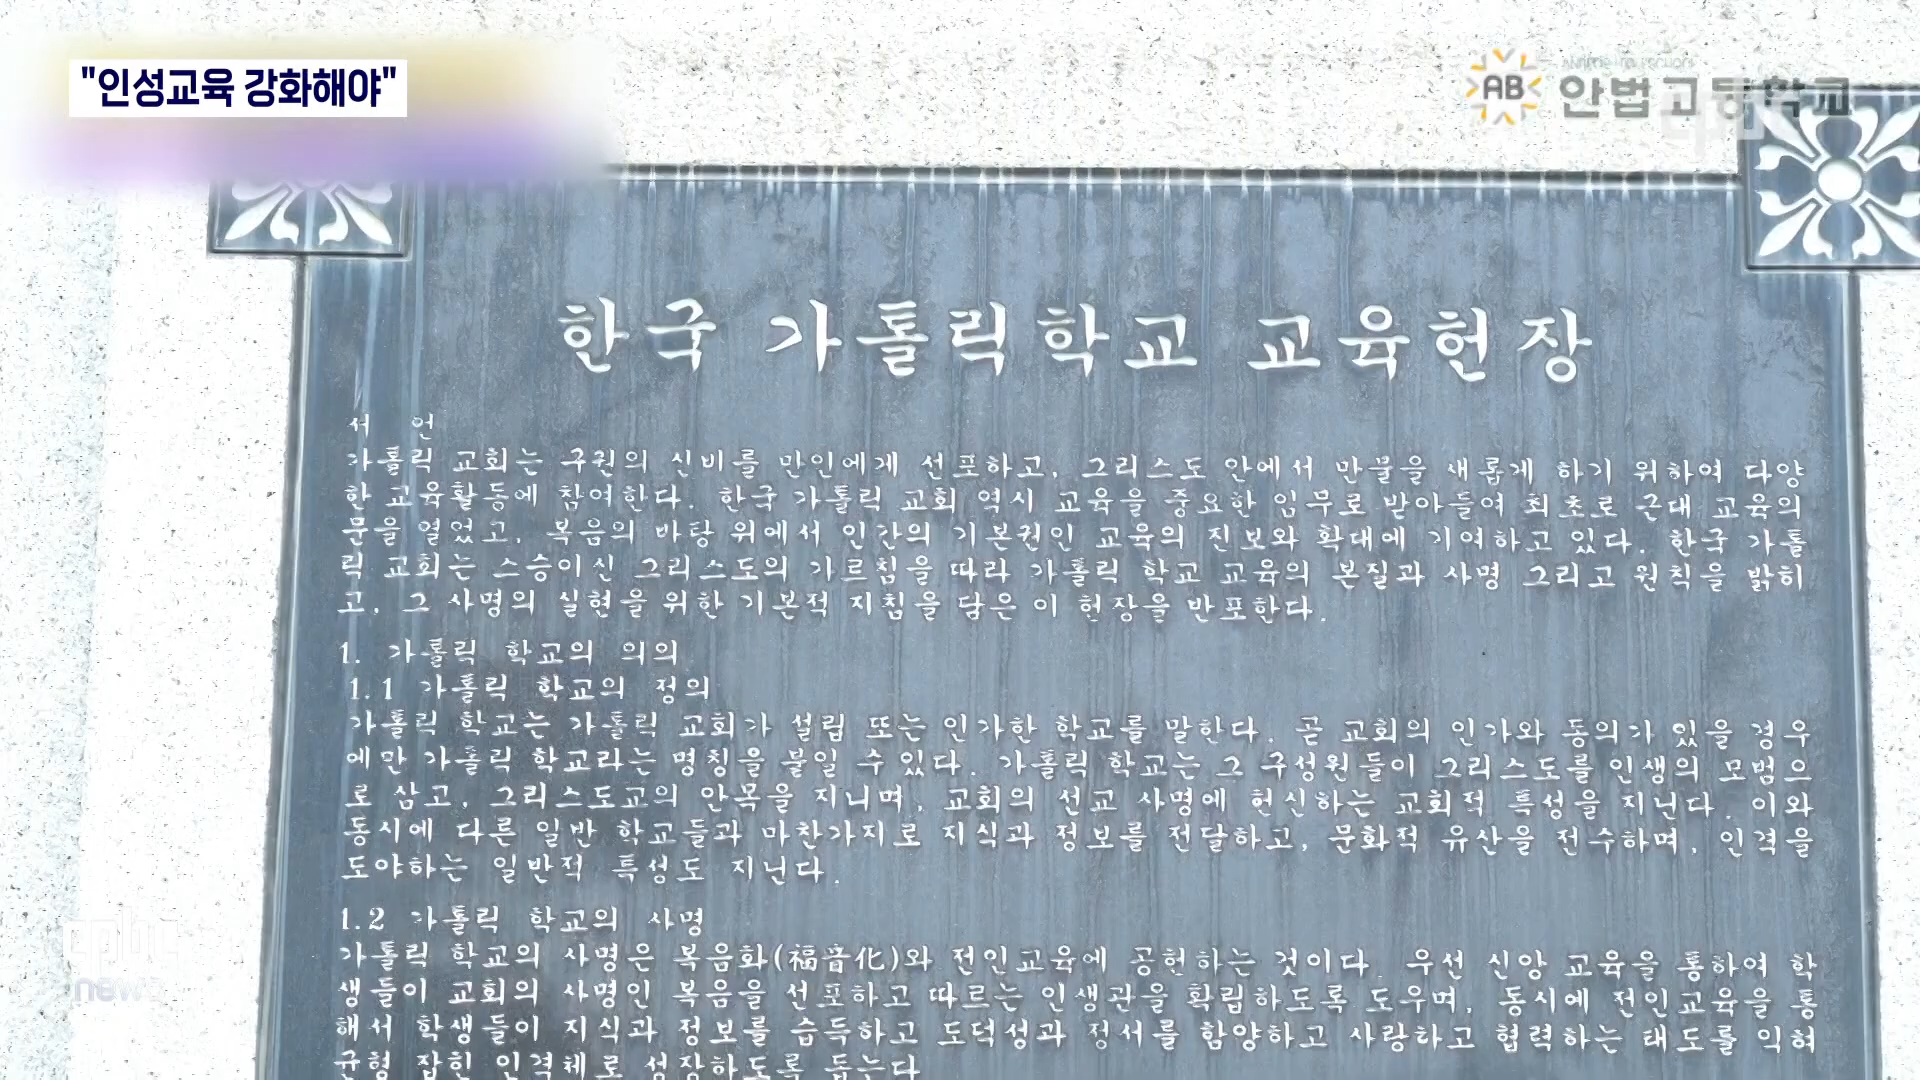 "인성교육 강화해야"
AB 안법고등학교
한국 가톨릭학교 교육헌장
서 언
가톨릭 교회는 구원의 신비를 만인에게 선포하고, 그리스도 안에서 만물을 새롭게 하기 위하여 다양
한 교육활동에 참여한다. 한국 가톨릭 교회 역시 교육을 중요한 임무로 받아들여 최초로 근대 교육의
문을 열었고, 복음의 바탕 위에서 인간의 기본권인 교육의 진보와 확대에 기여하고 있다. 한국 가톨
릭 교회는 스승이신 그리스도의 가르침을 따라 가톨릭 학교 교육의 본질과 사명 그리고 원칙을 밝히
고, 그 사명의 실현을 위한 기본적 지침을 담은 이 헌장을 반포한다.
1. 가톨릭 학교의 의의
1.1 가톨릭 학교의 정의
가톨릭 학교는 가톨릭 교회가 설립 또는 인가한 학교를 말한다. 곧 교회의 인가와 동의가 있을 경우
에만 가톨릭 학교라는 명칭을 붙일 수 있다. 가톨릭 학교는 그 구성원들이 그리스도를 인생의 모범으
로 삼고, 그리스도교의 안목을 지니며, 교회의 선교 사명에 헌신하는 교회적 특성을 지닌다. 이와
동시에 다른 일반 학교들과 마찬가지로 지식과 정보를 전달하고, 문화적 유산을 전수하며, 인격을
도야하는 일반적 특성도 지닌다.
1.2 가톨릭 학교의 사명
가톨릭 학교의 사명은 복음화(福音化)와 전인교육에 공헌하는 것이다. 우선 신앙 교육을 통하여 학
생들이 교회의 사명인 복음을 선포하고 따르는 인생관을 확립하도록 도우며, 동시에 전인교육을 통
해서 학생들이 지식과 정보를 습득하고 도덕성과 정서를 함양하고 사랑하고 협력하는 태도를 익혀
균형 잡힌 인격체로 성장하도록 돕는다
cpbc
news